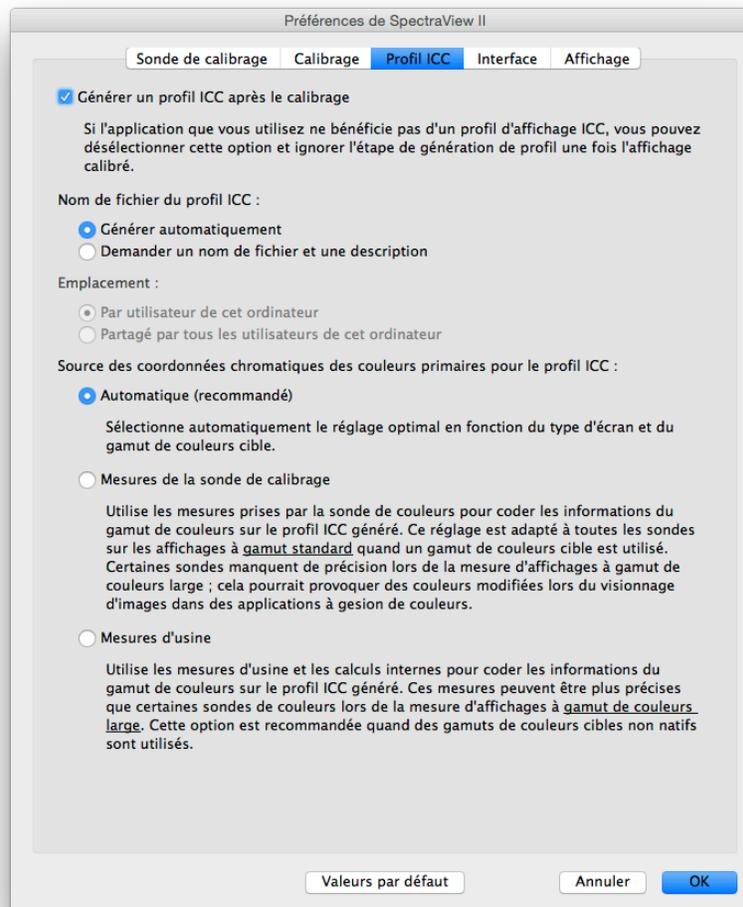 Préférences de SpectraView II
Sonde de calibrage Calibrage Profil ICC Interface Affichage
Générer un profil ICC après le calibrage
Si l'application que vous utilisez ne bénéficie pas d'un profil d'affichage ICC, vous pouvez
désélectionner cette option et ignorer l'étape de génération de profil une fois l'affichage
calibré.
Nom de fichier du profil ICC :
Générer automatiquement
Demander un nom de fichier et une description
Emplacement :
Par utilisateur de cet ordinateur
Partagé par tous les utilisateurs de cet ordinateur
Source des coordonnées chromatiques des couleurs primaires pour le profil ICC :
Automatique (recommandé)
Sélectionne automatiquement le réglage optimal en fonction du type d'écran et du
gamut de couleurs cible.
Mesures de la sonde de calibrage
Utilise les mesures prises par la sonde de couleurs pour coder les informations du
gamut de couleurs sur le profil ICC généré. Ce réglage est adapté à toutes les sondes
sur les affichages à gamut standard quand un gamut de couleurs cible est utilisé.
Certaines sondes manquent de précision lors de la mesure d'affichages à gamut de
couleurs large ; cela pourrait provoquer des couleurs modifiées lors du visionnage
d'images dans des applications à gesion de couleurs.
Mesures d'usine
Utilise les mesures d'usine et les calculs internes pour coder les informations du
gamut de couleurs sur le profil ICC généré. Ces mesures peuvent être plus précises
que certaines sondes de couleurs lors de la mesure d'affichages à gamut de couleurs
large. Cette option est recommandée quand des gamuts de couleurs cibles non natifs
sont utilisés.
Valeurs par défaut Annuler OK